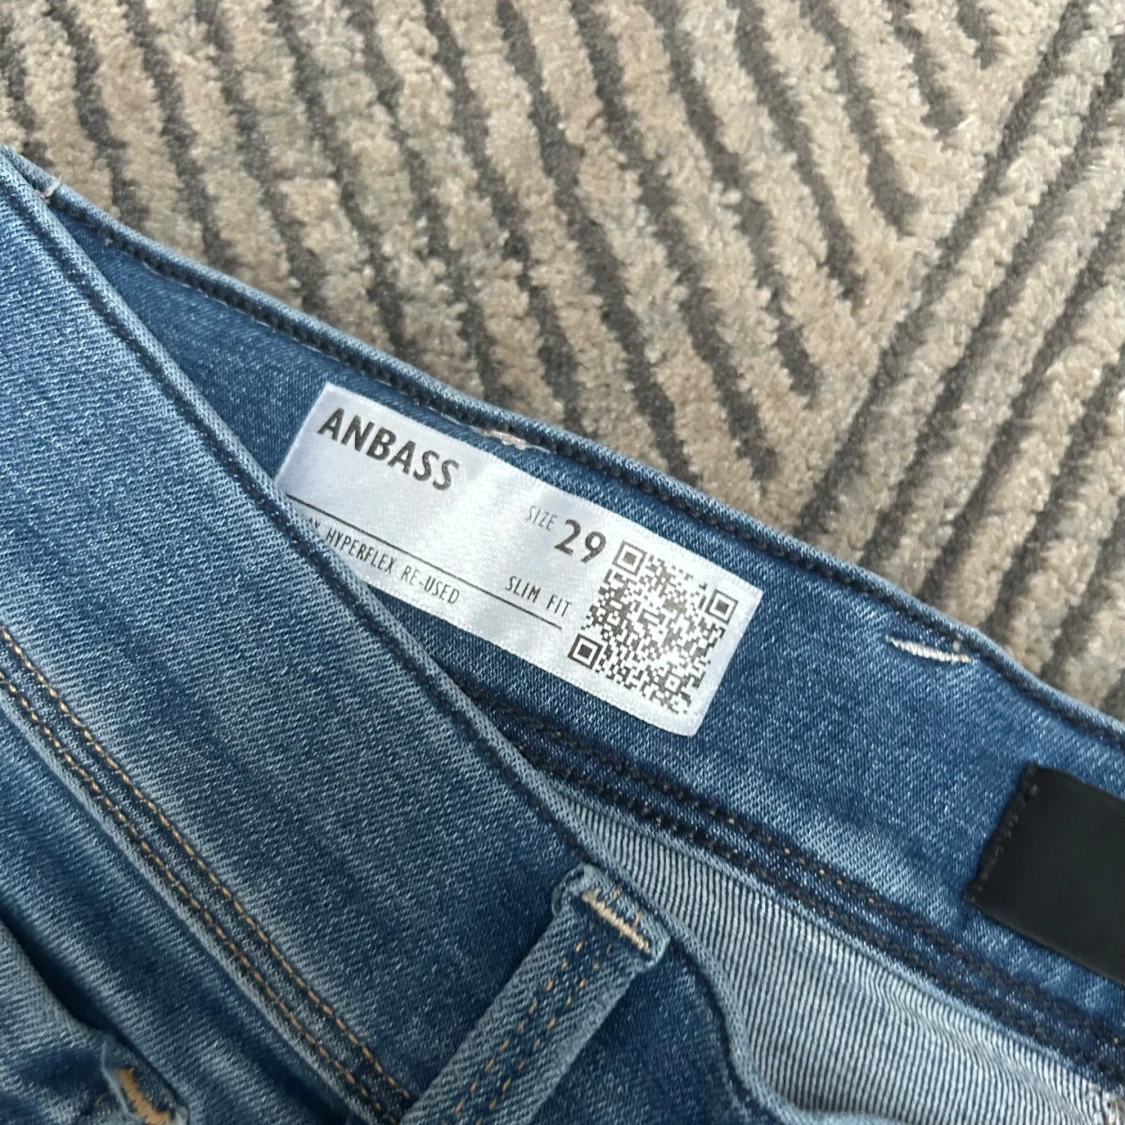 ANBASS
SIZE 29
HYPERFLEX RE-USED
SLIM FIT